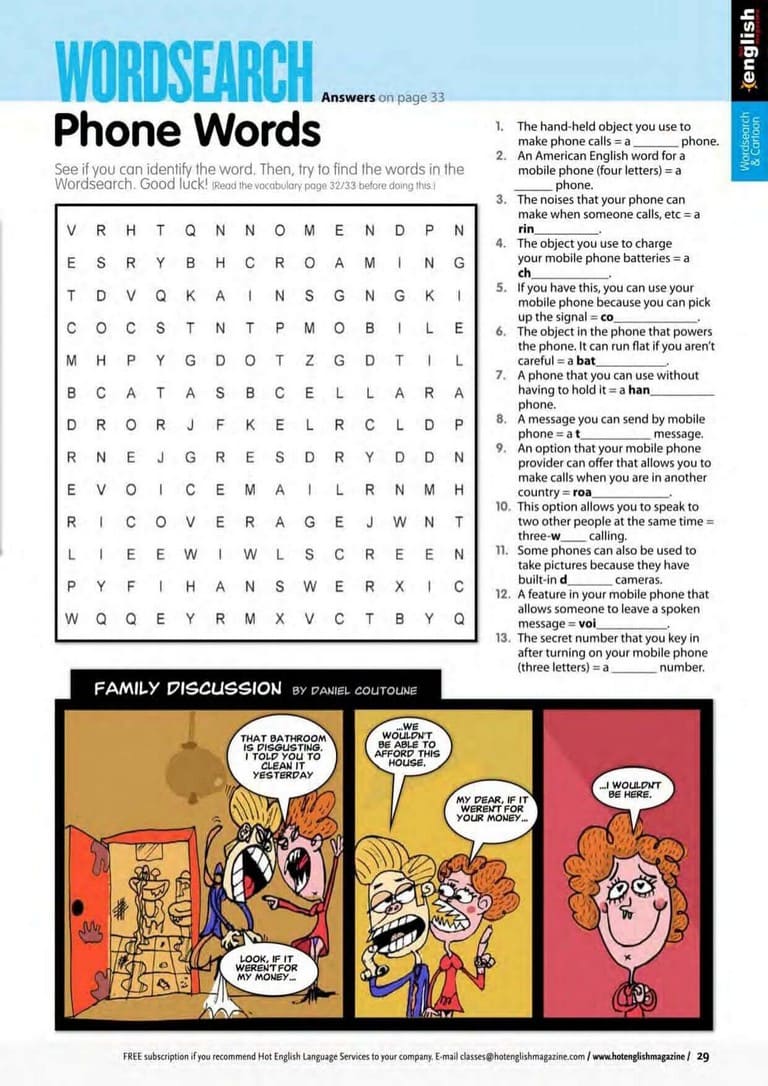 english
Wordsearch
& Cartoon
WORDSEARCH
Answers on page 33
Phone Words
See if you can identify the word. Then, try to find the words in the
Wordsearch. Good luck! (Read the vocabulary page 32/33 before doing this.)
V R H T Q N N O M E N D P N
E S R Y B H C R O A M I N G
T D V Q K A I N S G N G K I
C O C S T N T P M O B I L E
M H P Y G D O T Z G D T I L
B C A T A S B C E L L A R A
D R O R J F K E L R C L D P
R N E J G R E S D R Y D D N
E V O I C E M A I L R N M H
R I C O V E R A G E J W N T
L I E E W I W L S C R E E N
P Y F I H A N S W E R X I C
W Q Q E Y R M X V C T B Y Q
1. The hand-held object you use to
make phone calls = a _______ phone.
2. An American English word for a
mobile phone (four letters) = a
______ phone.
3. The noises that your phone can
make when someone calls, etc = a
rin__________.
4. The object you use to charge
your mobile phone batteries = a
ch____________.
5. If you have this, you can use your
mobile phone because you can pick
up the signal = co_____________.
6. The object in the phone that powers
the phone. It can run flat if you aren't
careful = a bat___________.
7. A phone that you can use without
having to hold it = a han__________
phone.
8. A message you can send by mobile
phone = a t___________ message.
9. An option that your mobile phone
provider can offer that allows you to
make calls when you are in another
country = roa____________.
10. This option allows you to speak to
two other people at the same time =
three-w____ calling.
11. Some phones can also be used to
take pictures because they have
built-in d_______ cameras.
12. A feature in your mobile phone that
allows someone to leave a spoken
message = voi___________.
13. The secret number that you key in
after turning on your mobile phone
(three letters) = a _______ number.
FAMILY DISCUSSION BY DANIEL COUTOUNE
THAT BATHROOM
IS DISGUSTING.
I TOLD YOU TO
CLEAN IT
YESTERDAY
LOOK, IF IT
WEREN'T FOR
MY MONEY...
...WE
WOULDN'T
BE ABLE TO
AFFORD THIS
HOUSE.
MY DEAR, IF IT
WEREN'T FOR
YOUR MONEY...
...I WOULDN'T
BE HERE.
FREE subscription if you recommend Hot English Language Services to your company. E-mail classes@hotenglishmagazine.com / www.hotenglishmagazine / 29